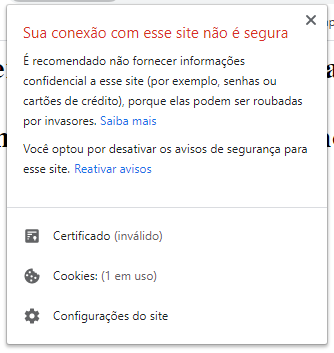 Sua conexão com esse site não é segura
É recomendado não fornecer informações
confidencial a esse site (por exemplo, senhas ou
cartões de crédito), porque elas podem ser roubadas
por invasores. Saiba mais
Você optou por desativar os avisos de segurança para
esse site. Reativar avisos
Certificado (inválido)
Cookies: (1 em uso)
Configurações do site